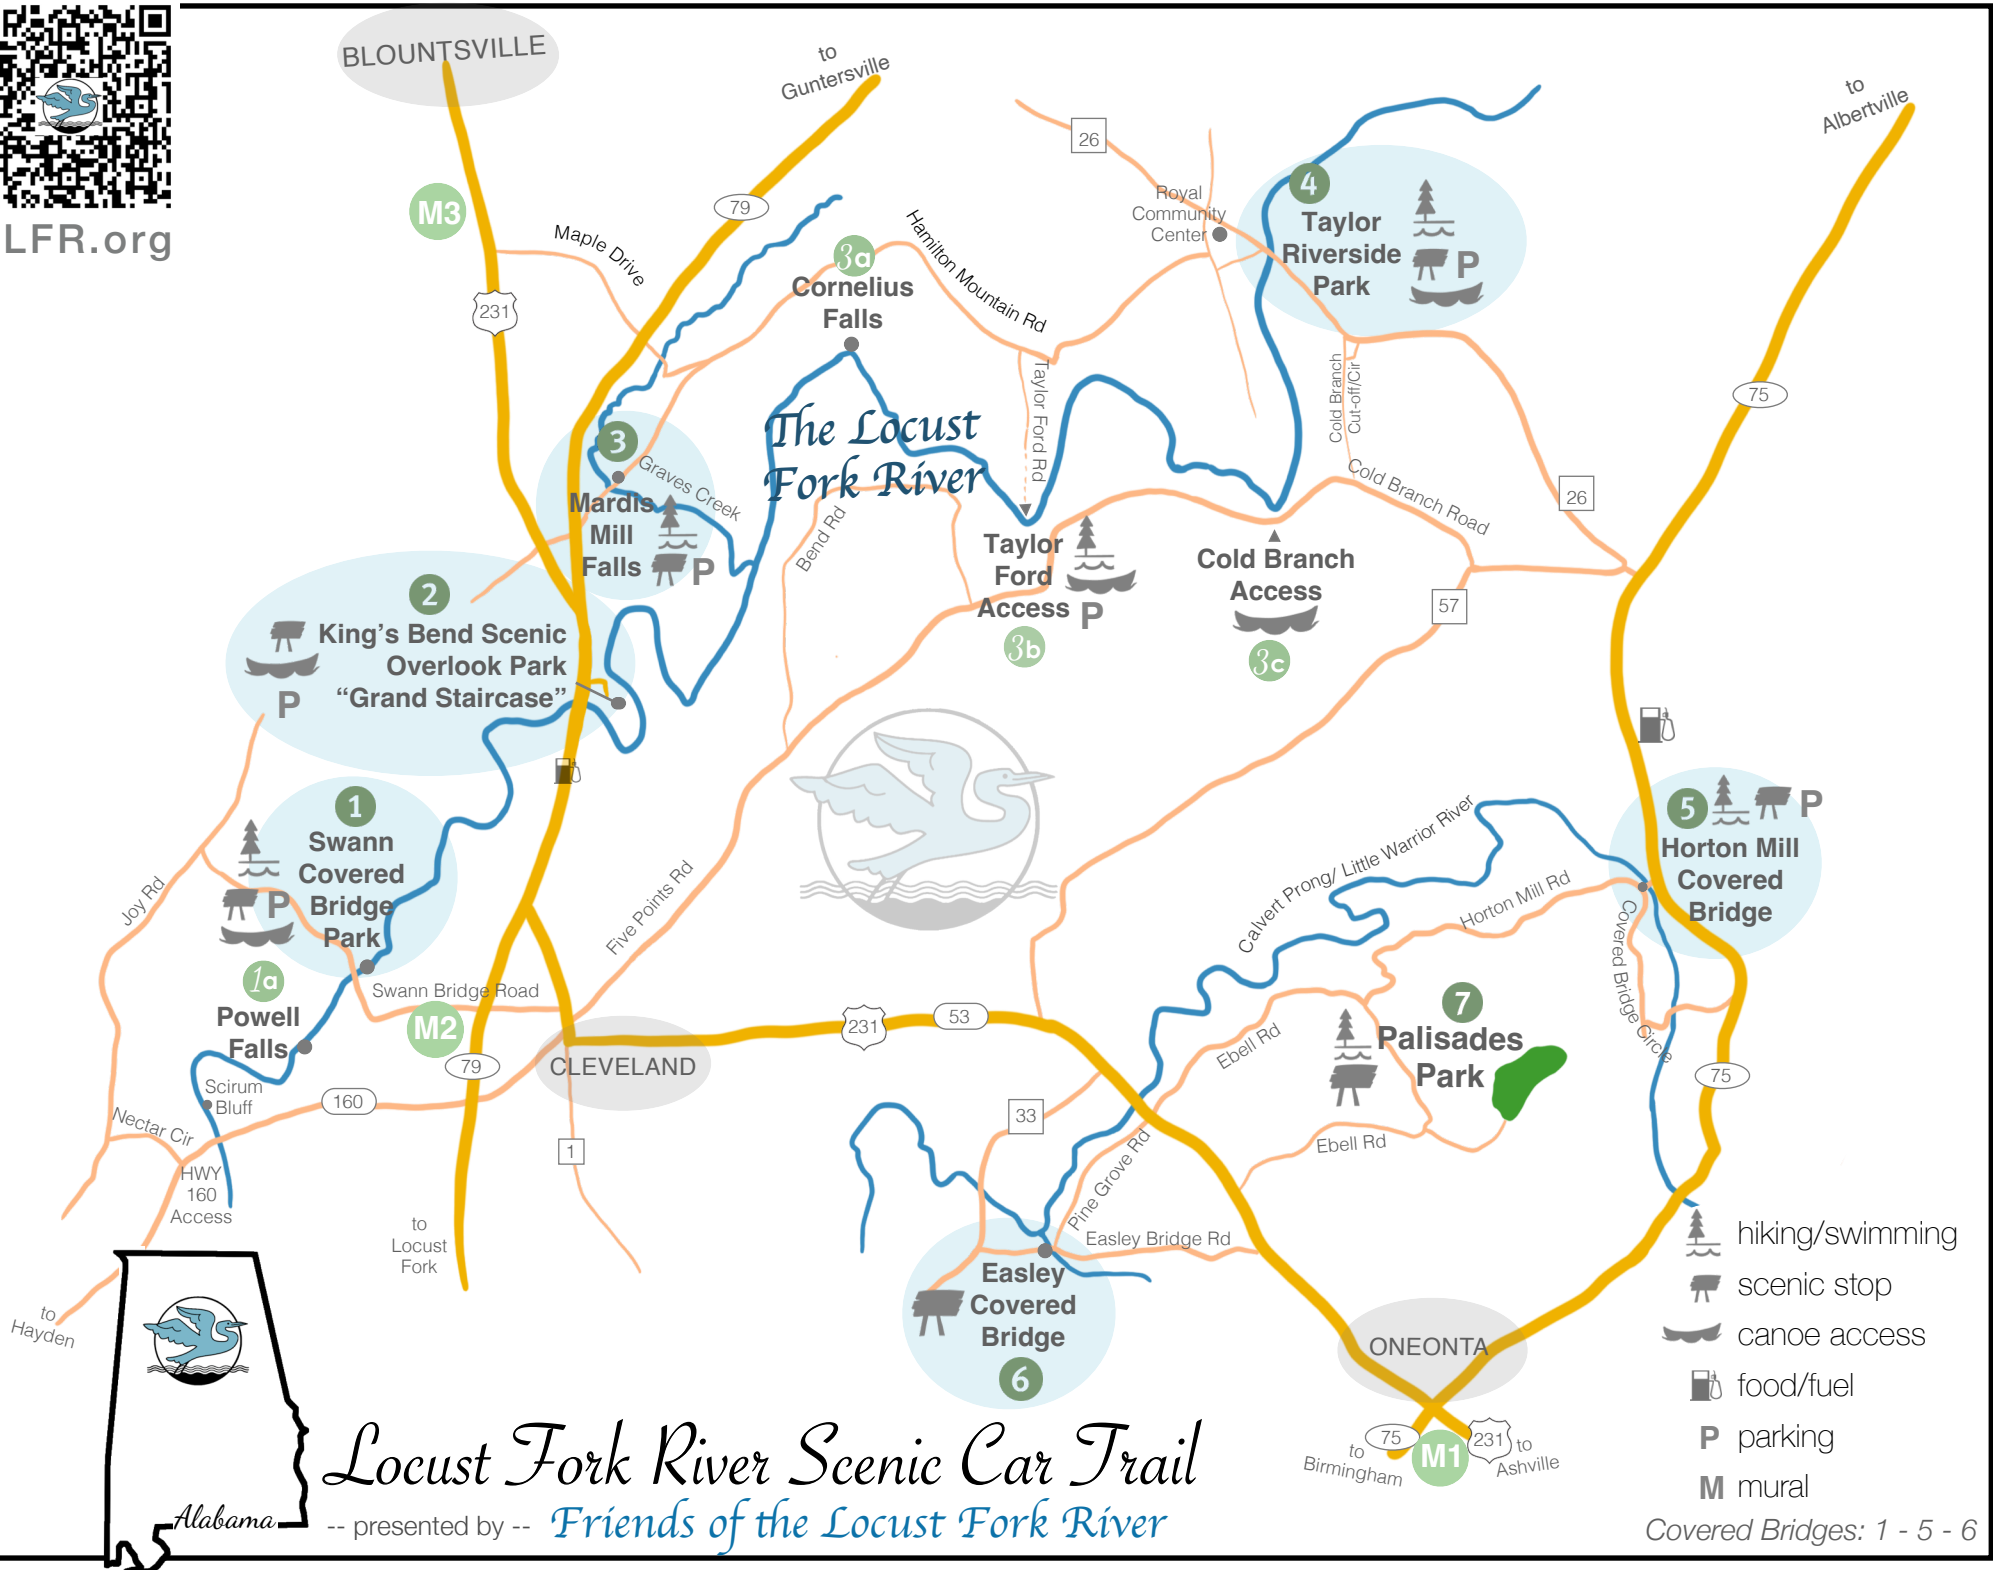 LFR.org
BLOUNTSVILLE
to
Guntersville
to
Albertville
M3
79
26
231
Maple Drive
Hamilton Mountain Rd
3a
Cornelius
Falls
Royal
Community
Center
4
Taylor
Riverside
Park
P
75
The Locust
Fork River
Taylor Ford Rd
Cold Branch
Cut-off/Cir
Cold Branch Road
26
3
Graves Creek
Mardis
Mill
Falls
P
Bend Rd
Taylor
Ford
Access
P
3b
Cold Branch
Access
3c
57
2
King's Bend Scenic
Overlook Park
“Grand Staircase”
P
1
Swann
Covered
Bridge
Park
P
Joy Rd
1a
Powell
Falls
Scirum
Bluff
Swann Bridge Road
M2
Five Points Rd
79
CLEVELAND
160
Nectar Cir
HWY
160
Access
1
to
Locust
Fork
to
Hayden
231
53
33
Calvert Prong/ Little Warrior River
Horton Mill Rd
5
P
Horton Mill
Covered
Bridge
Covered Bridge Circle
7
Palisades
Park
Ebell Rd
Ebell Rd
75
Pine Grove Rd
Easley Bridge Rd
Easley
Covered
Bridge
6
ONEONTA
75
M1
231
to
Birmingham
to
Ashville
hiking/swimming
scenic stop
canoe access
food/fuel
P parking
M mural
Covered Bridges: 1 - 5 - 6
Alabama
Locust Fork River Scenic Car Trail
-- presented by -- Friends of the Locust Fork River